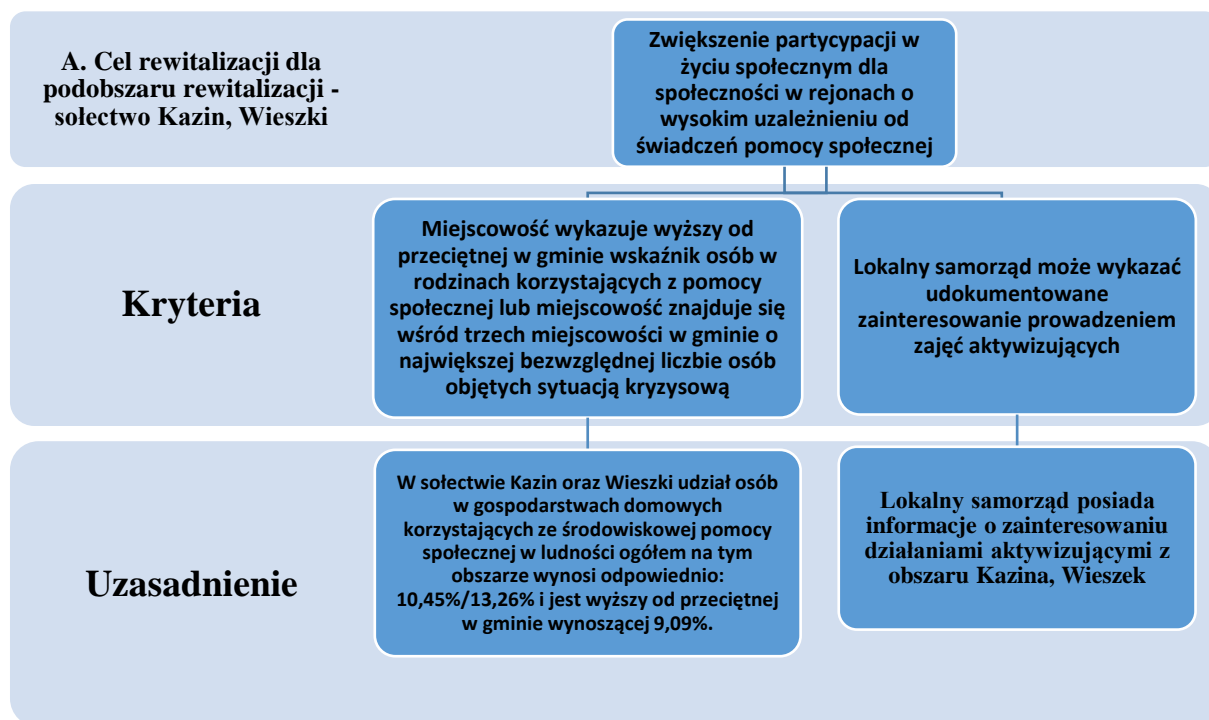 A. Cel rewitalizacji dla
podobszaru rewitalizacji -
sołectwo Kazin, Wieszki
Zwiększenie partycypacji w
życiu społecznym dla
społeczności w rejonach o
wysokim uzależnieniu od
świadczeń pomocy społecznej
Kryteria
Miejscowość wykazuje wyższy od
przeciętnej w gminie wskaźnik osób w
rodzinach korzystających z pomocy
społecznej lub miejscowość znajduje się
wśród trzech miejscowości w gminie o
największej bezwzględnej liczbie osób
objętych sytuacją kryzysową
Lokalny samorząd może wykazać
udokumentowane
zainteresowanie prowadzeniem
zajęć aktywizujących
Uzasadnienie
W sołectwie Kazin oraz Wieszki udział osób
w gospodarstwach domowych
korzystających ze środowiskowej pomocy
społecznej w ludności ogółem na tym
obszarze wynosi odpowiednio:
10,45%/13,26% i jest wyższy od przeciętnej
w gminie wynoszącej 9,09%.
Lokalny samorząd posiada
informacje o zainteresowaniu
działaniami aktywizującymi z
obszaru Kazina, Wieszek